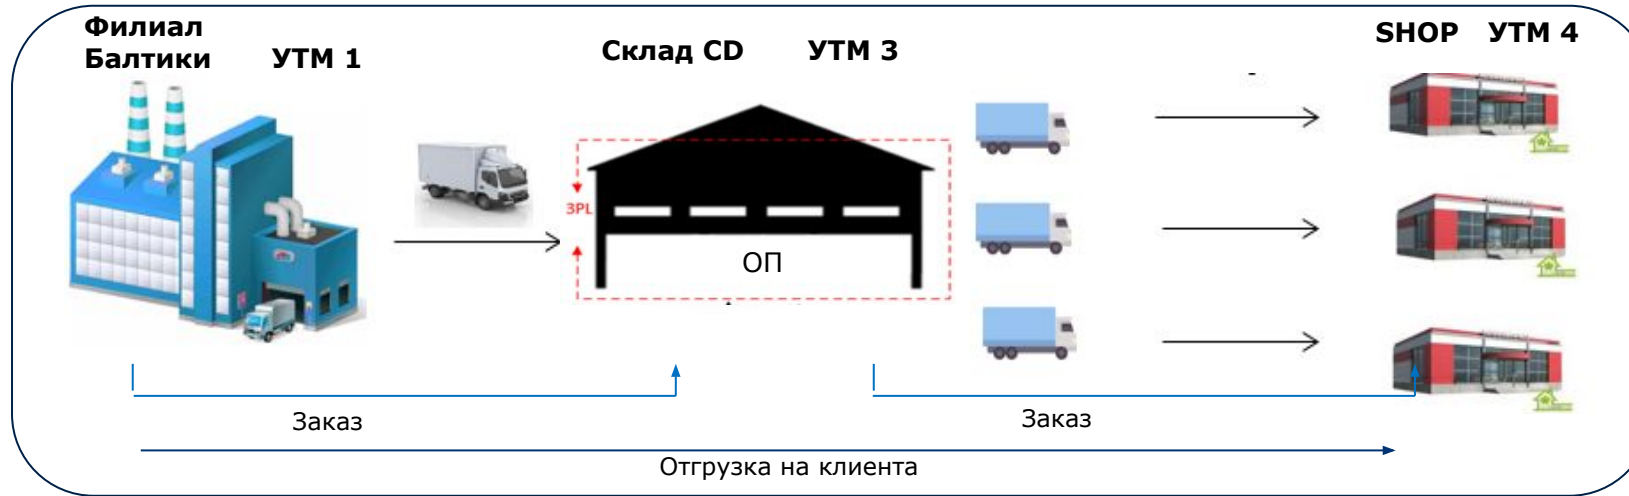 Филиал
Балтики УТМ 1
Склад CD УТМ 3
SHOP УТМ 4
3PL
ОП
Заказ
Заказ
Отгрузка на клиента